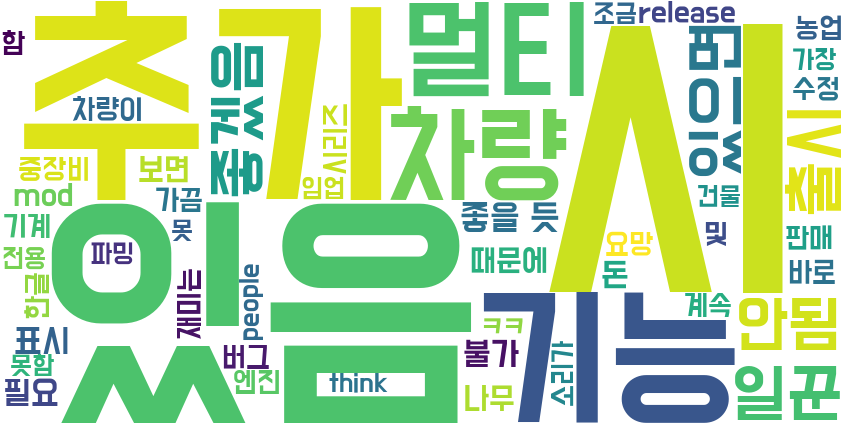 함
추가
시
멀티
조금
release
농업
가장
수정
있음
좋겠음
차량이
차량
버전
시리즈
출시
중장비
보면
임업
mod
가끔
건물
기계
못
좋을 듯
요망
및
판매
전용
파밍
때문에
돈
바로
한글
재미는
people
기능
계속
안됨
표시
ㅋㅋ
못함
버그
불가
소리가
필요
엔진
think
나무
일꾼